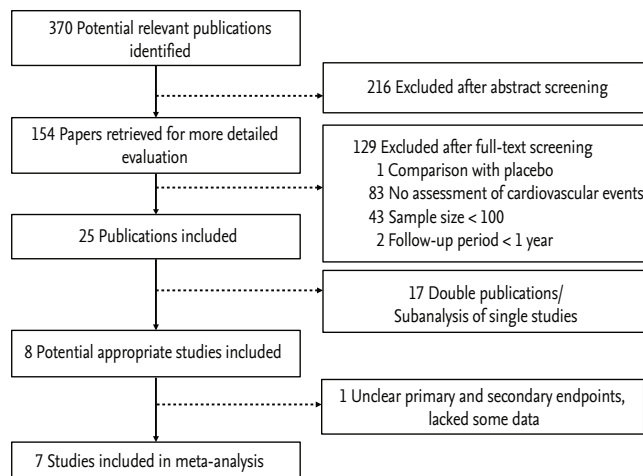 370 Potential relevant publications
identified
216 Excluded after abstract screening
154 Papers retrieved for more detailed
evaluation
129 Excluded after full-text screening
1 Comparison with placebo
83 No assessment of cardiovascular events
43 Sample size < 100
2 Follow-up period < 1 year
25 Publications included
17 Double publications/
Subanalysis of single studies
8 Potential appropriate studies included
1 Unclear primary and secondary endpoints,
lacked some data
7 Studies included in meta-analysis